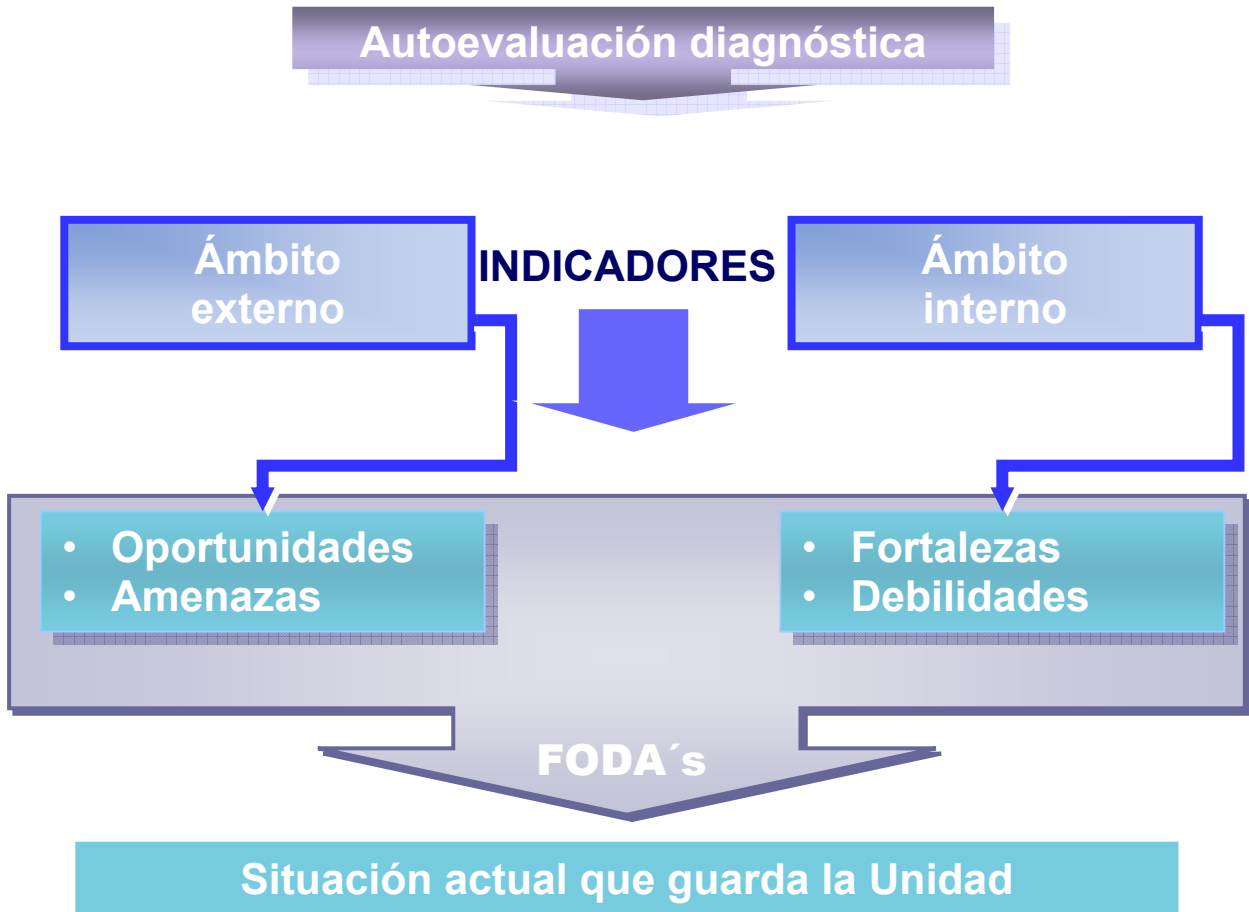 Autoevaluación diagnóstica
Ámbito
externo
INDICADORES
Ámbito
interno
• Oportunidades
• Amenazas
• Fortalezas
• Debilidades
FODA´s
Situación actual que guarda la Unidad